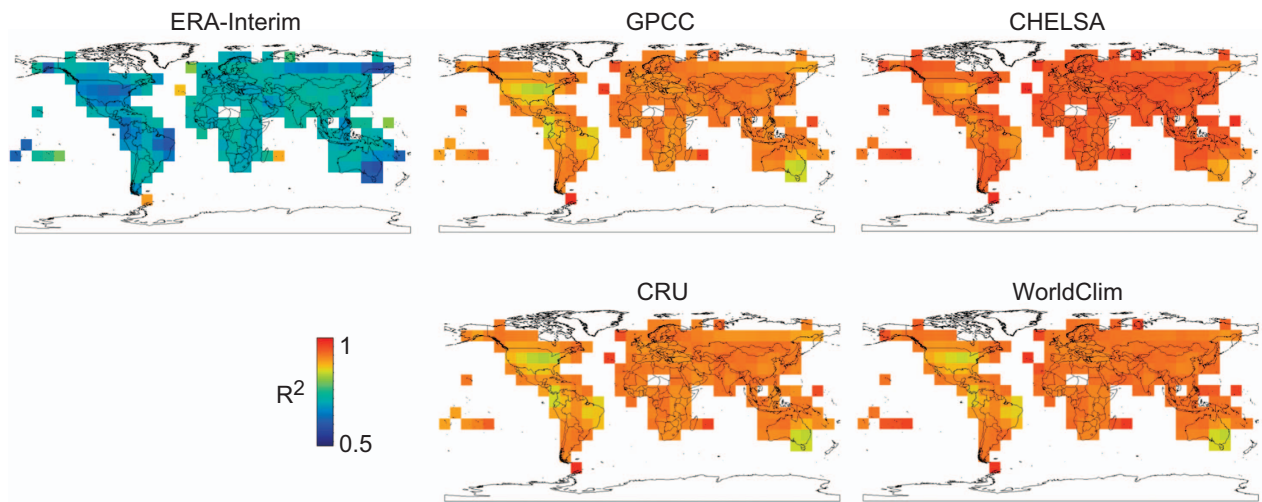 ERA-Interim
GPCC
CHELSA
CRU
WorldClim
R²
1
0.5